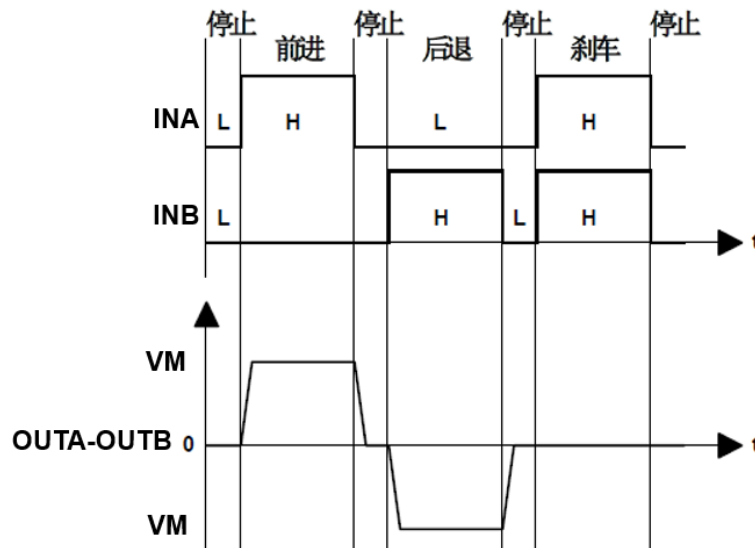 停止 停止 停止 停止
前进 后退 刹车
INA L H L H
INB L H L H t
VM
OUTA-OUTB 0 t
VM